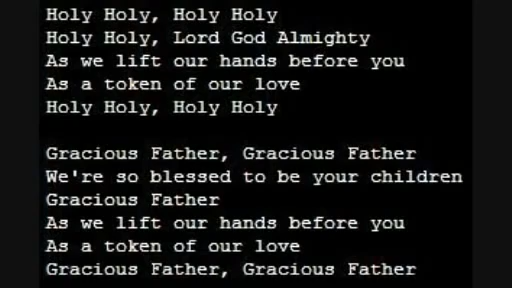 Holy Holy, Holy Holy
Holy Holy, Lord God Almighty
As we lift our hands before you
As a token of our love
Holy Holy, Holy Holy
Gracious Father, Gracious Father
We're so blessed to be your children
Gracious Father
As we lift our hands before you
As a token of our love
Gracious Father, Gracious Father